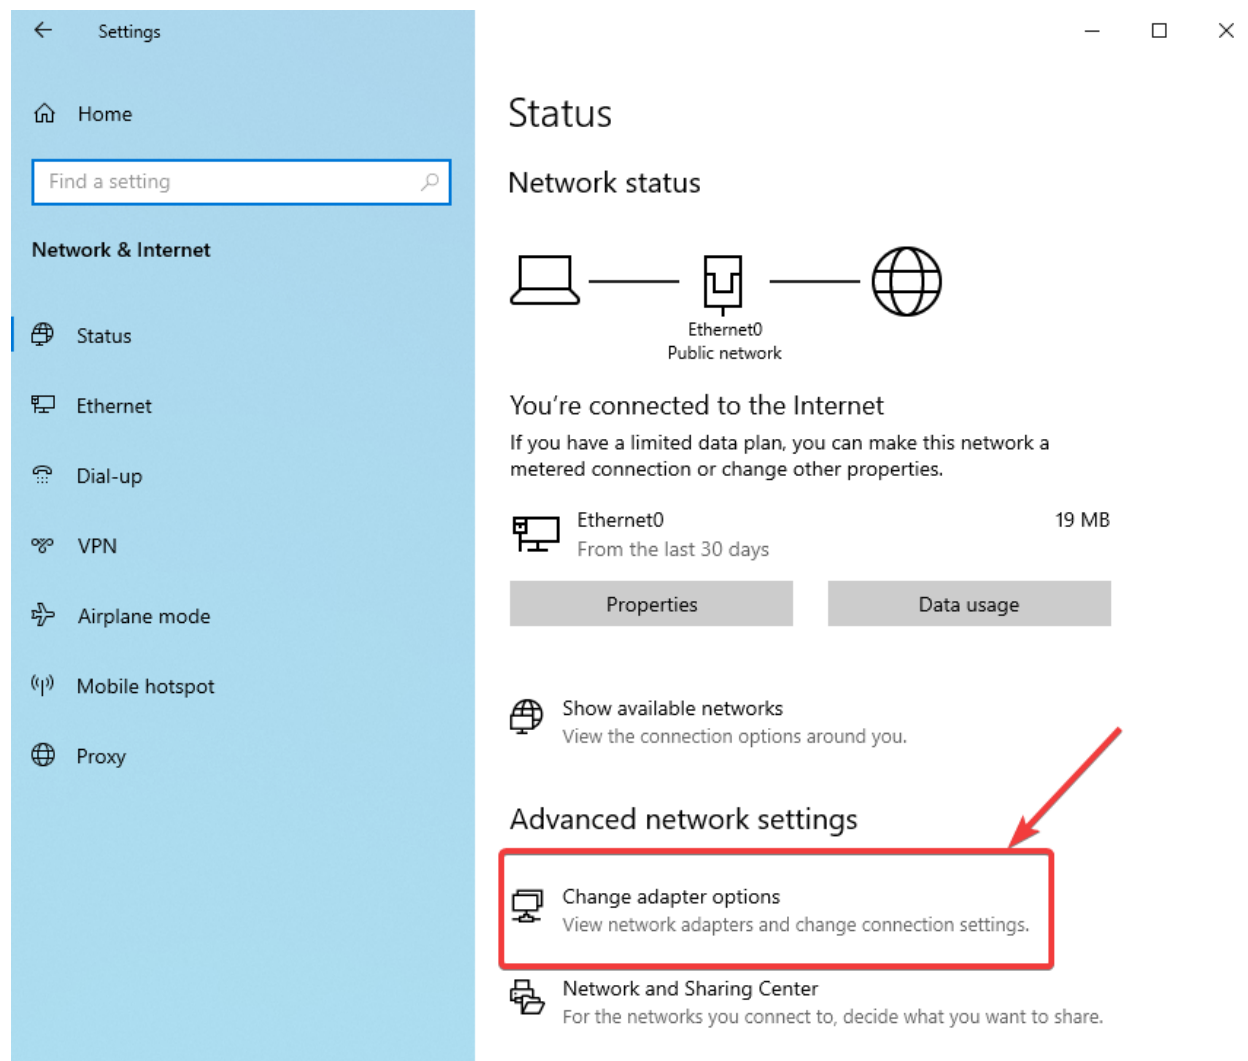 Settings
Home
Find a setting
Network & Internet
Status
Ethernet
Dial-up
VPN
Airplane mode
Mobile hotspot
Proxy
Status
Network status
Ethernet0
Public network
You're connected to the Internet
If you have a limited data plan, you can make this network a
metered connection or change other properties.
Ethernet0 19 MB
From the last 30 days
Properties Data usage
Show available networks
View the connection options around you.
Advanced network settings
Change adapter options
View network adapters and change connection settings.
Network and Sharing Center
For the networks you connect to, decide what you want to share.